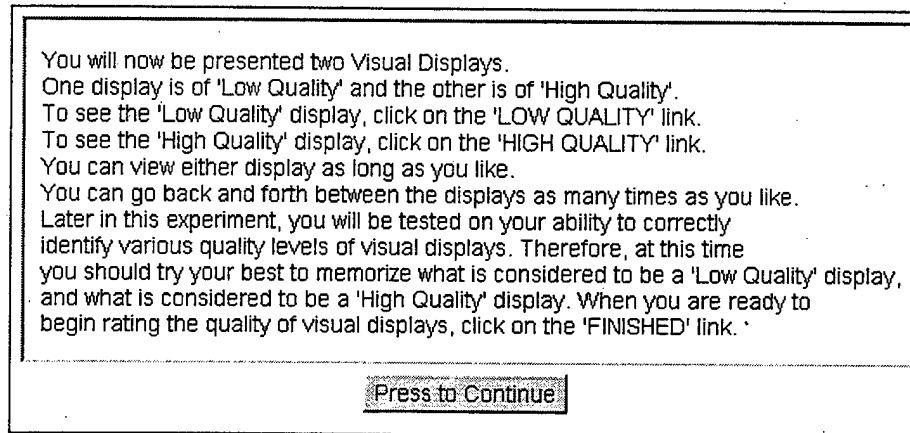 You will now be presented two Visual Displays.
One display is of 'Low Quality' and the other is of 'High Quality'.
To see the 'Low Quality' display, click on the 'LOW QUALITY' link.
To see the 'High Quality' display, click on the 'HIGH QUALITY' link.
You can view either display as long as you like.
You can go back and forth between the displays as many times as you like.
Later in this experiment, you will be tested on your ability to correctly
identify various quality levels of visual displays. Therefore, at this time
you should try your best to memorize what is considered to be a 'Low Quality' display,
and what is considered to be a 'High Quality' display. When you are ready to
begin rating the quality of visual displays, click on the 'FINISHED' link.
Press to Continue